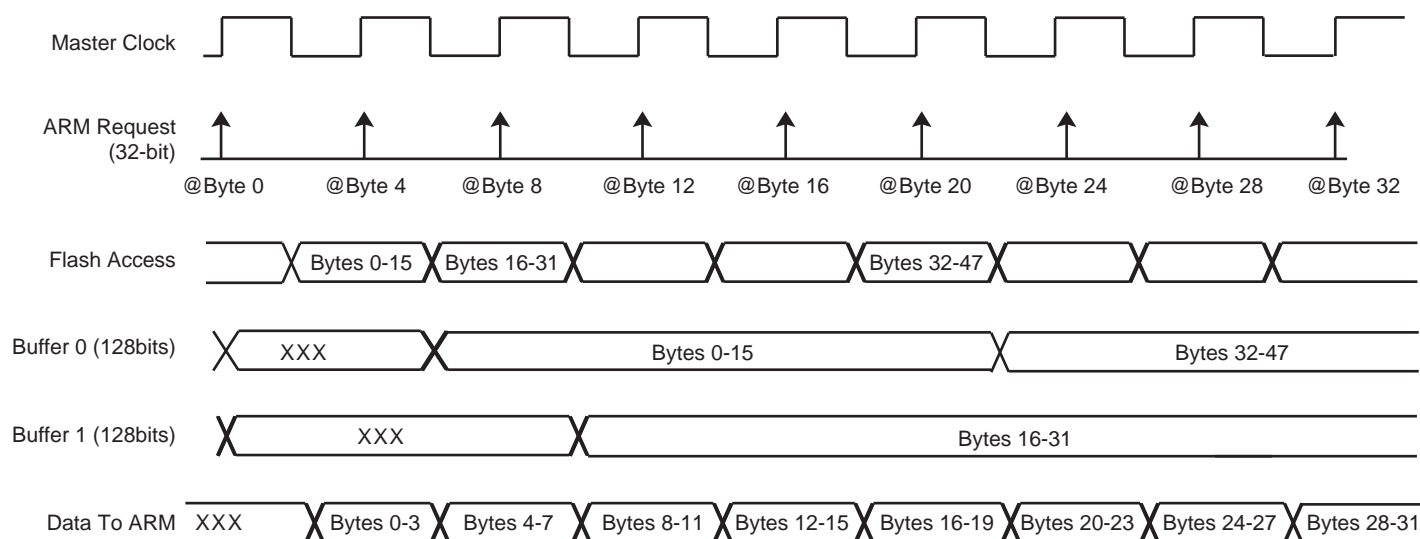 Master Clock
ARM Request
(32-bit)
@Byte 0 @Byte 4 @Byte 8 @Byte 12 @Byte 16 @Byte 20 @Byte 24 @Byte 28 @Byte 32
Flash Access Bytes 0-15 Bytes 16-31 Bytes 32-47
Buffer 0 (128bits) XXX Bytes 0-15 Bytes 32-47
Buffer 1 (128bits) XXX Bytes 16-31
Data To ARM XXX Bytes 0-3 Bytes 4-7 Bytes 8-11 Bytes 12-15 Bytes 16-19 Bytes 20-23 Bytes 24-27 Bytes 28-31